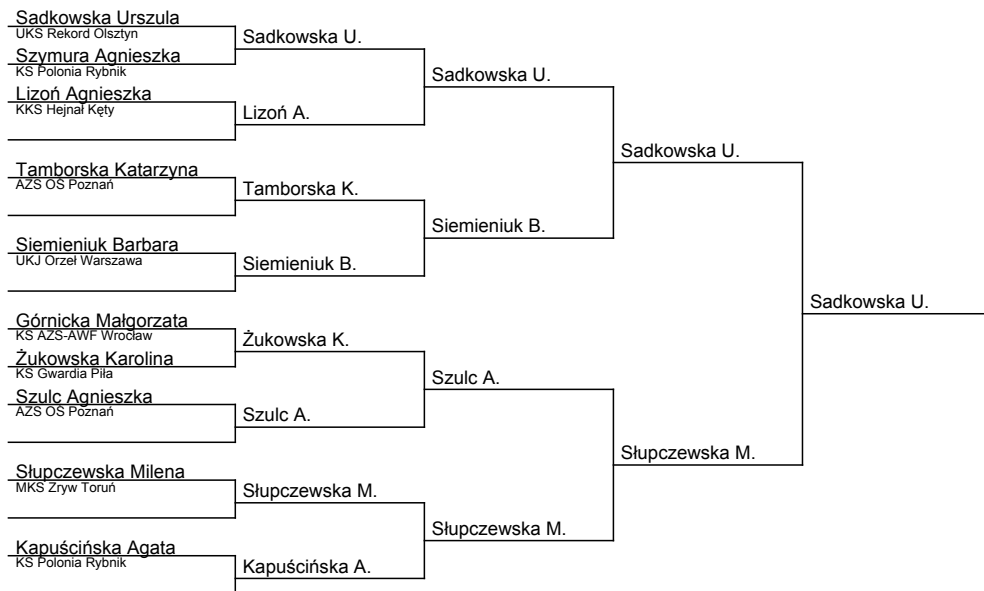 Sadkowska Urszula
UKS Rekord Olsztyn
Szymura Agnieszka
KS Polonia Rybnik
Lizoń Agnieszka
KKS Hejnał Kęty
Tamborska Katarzyna
AZS OŚ Poznań
Siemieniuk Barbara
UKJ Orzeł Warszawa
Górnicka Małgorzata
KS AZS-AWF Wrocław
Żukowska Karolina
KS Gwardia Piła
Szulc Agnieszka
AZS OŚ Poznań
Słupczewska Milena
MKS Zryw Toruń
Kapuścińska Agata
KS Polonia Rybnik
Sadkowska U.
Lizoń A.
Tamborska K.
Siemieniuk B.
Żukowska K.
Szulc A.
Słupczewska M.
Kapuścińska A.
Sadkowska U.
Siemieniuk B.
Szulc A.
Słupczewska M.
Sadkowska U.
Słupczewska M.
Sadkowska U.